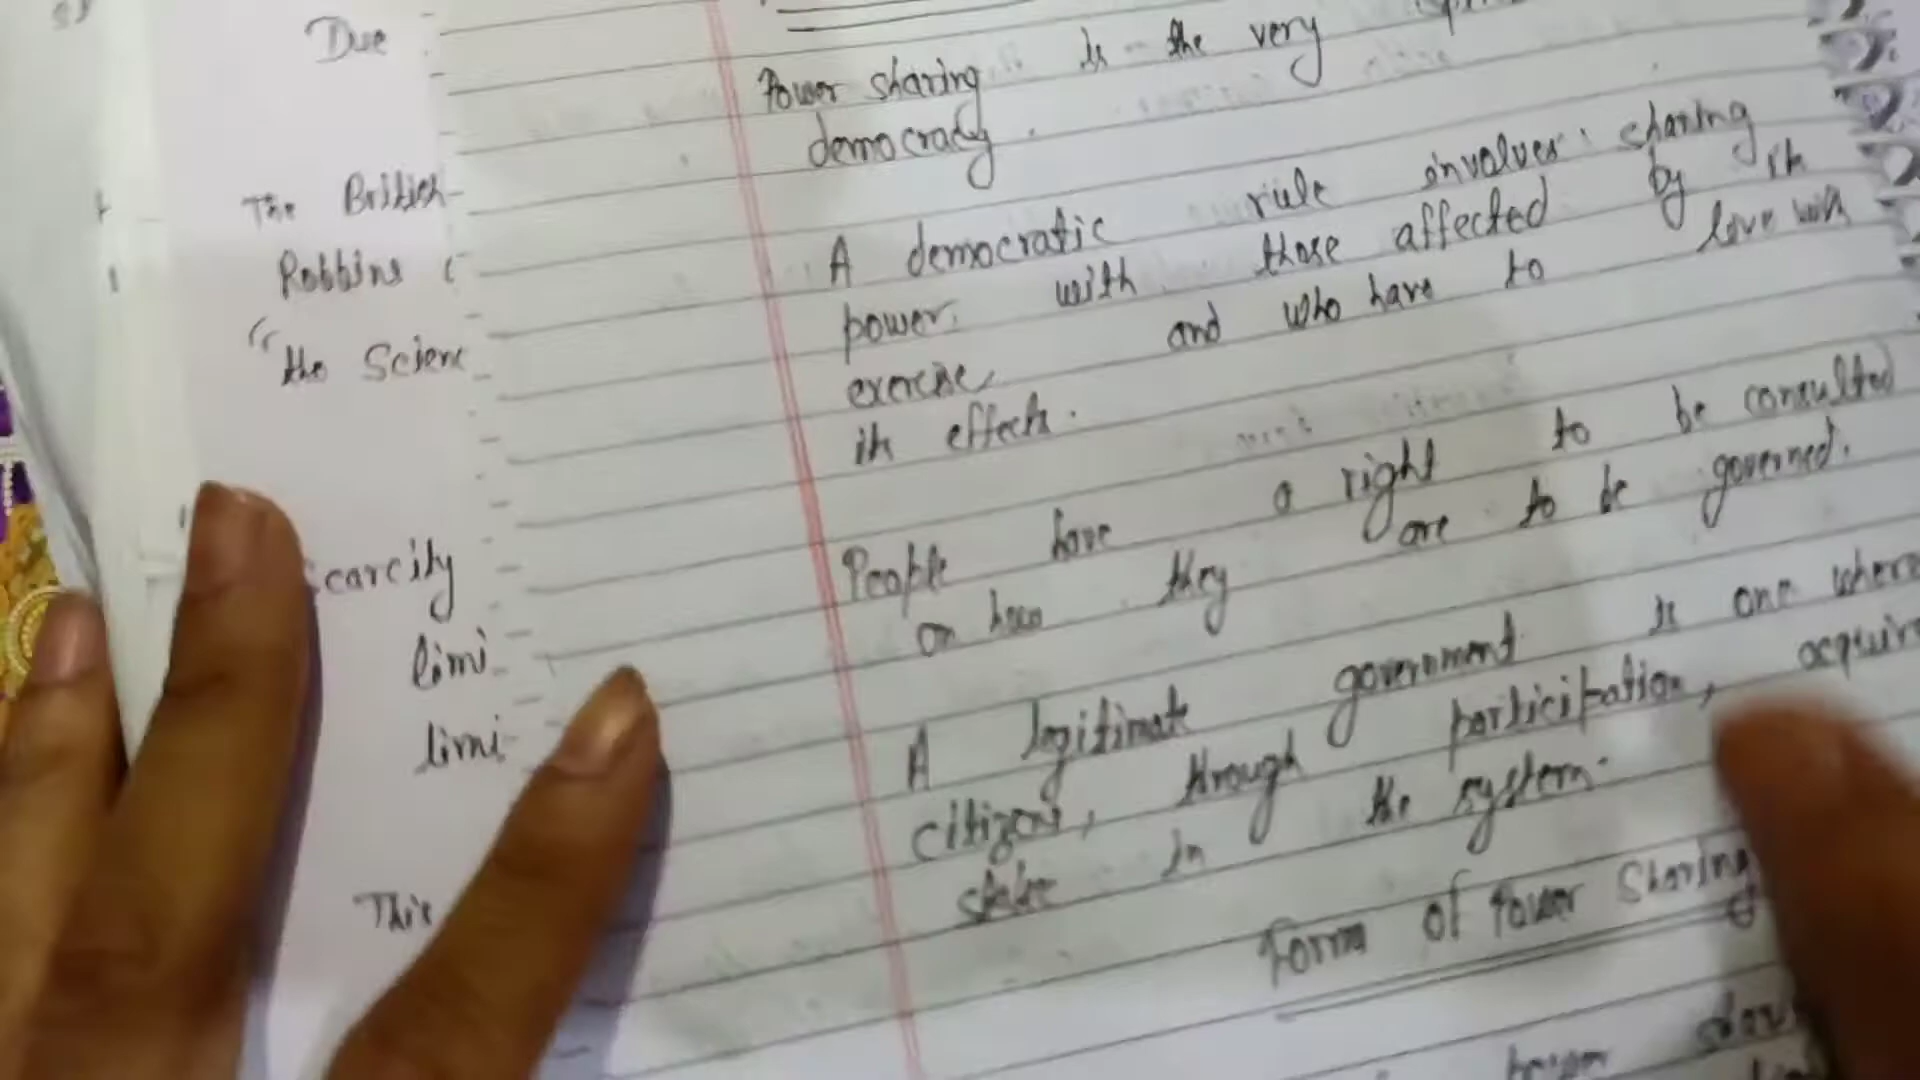 Due
The British
Robbins
"the Scienc
carcity
limi
limi
This
Power sharing is the very
democracy.
A democratic rule involves sharing
power with those affected by its
exercise, and who have to live with
its effects.
People have a right to be consulted
on how they are to be governed.
A legitimate government is one where
citizens, through participation, acquire
stake in the system.
Form of Power Sharing